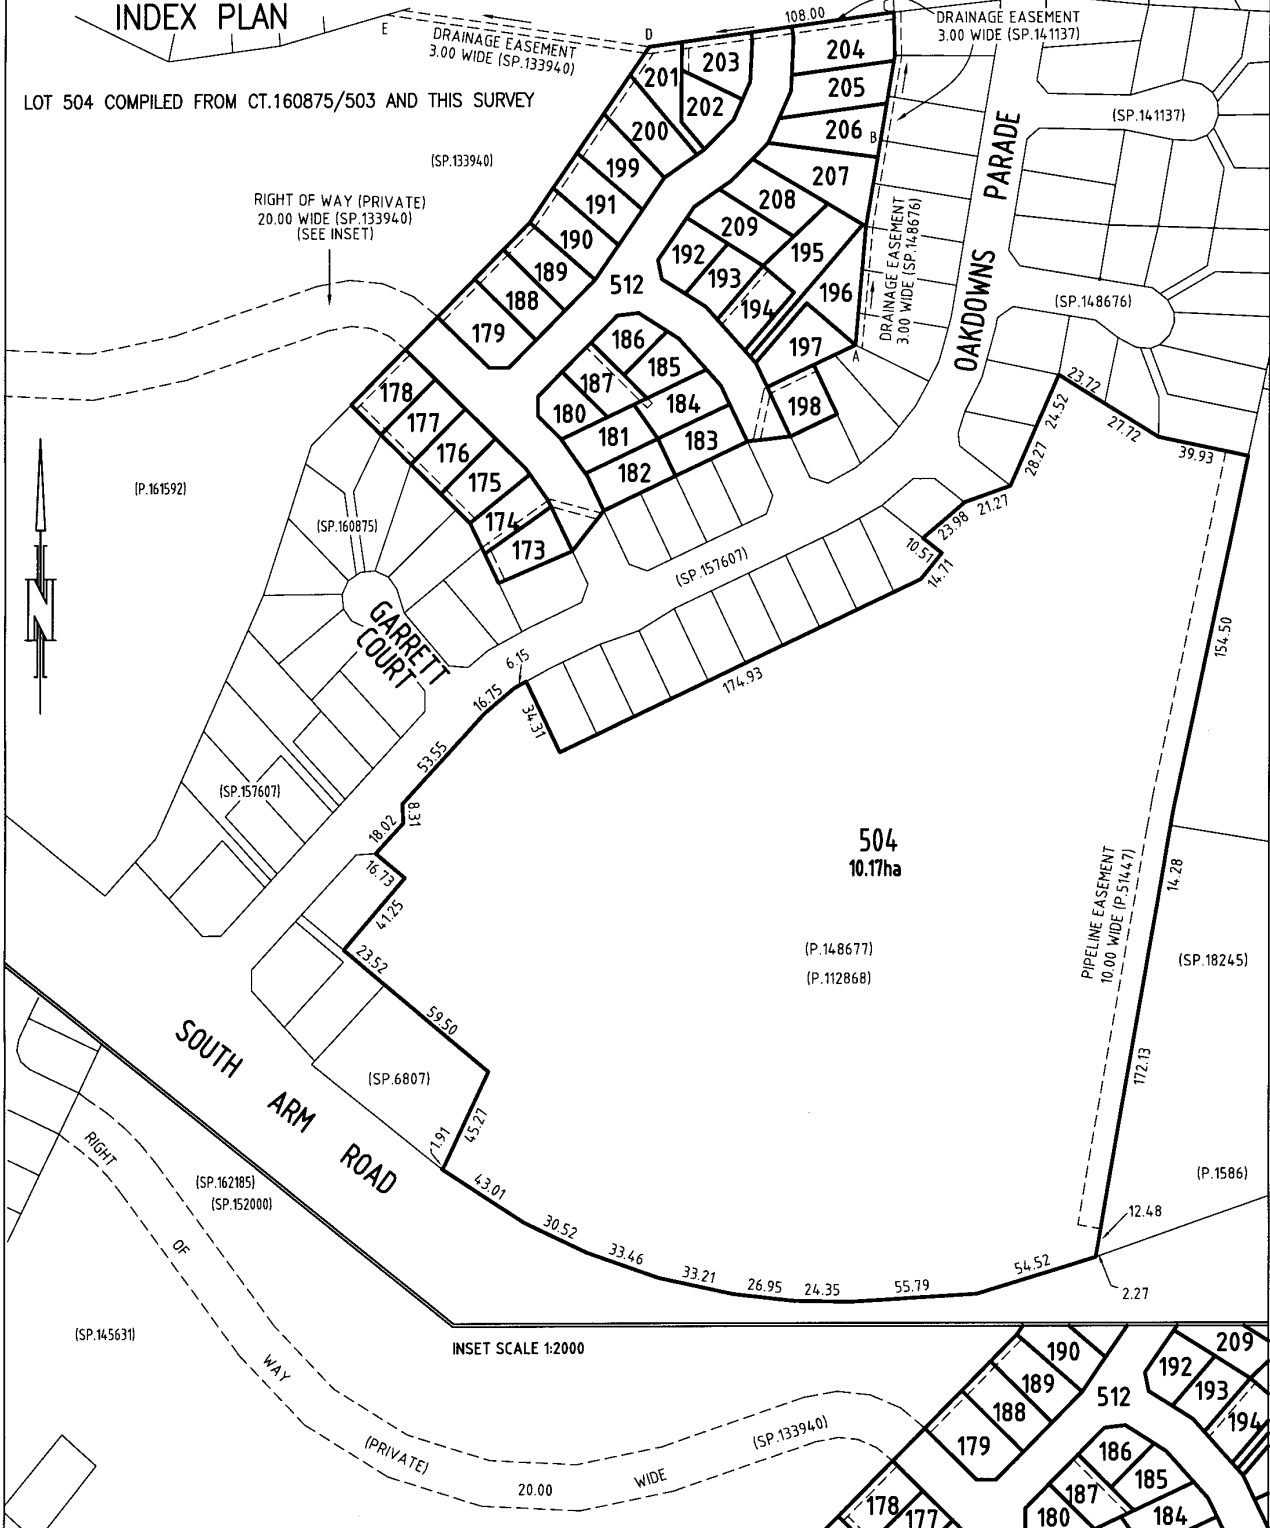 INDEX PLAN
LOT 504 COMPILED FROM CT.160875/503 AND THIS SURVEY
E
DRAINAGE EASEMENT
3.00 WIDE (SP.133940)
D
108.00
C
DRAINAGE EASEMENT
3.00 WIDE (SP.141137)
(SP.133940)
RIGHT OF WAY (PRIVATE)
20.00 WIDE (SP.133940)
(SEE INSET)
201
203
202
200
199
191
190
189
188
179
204
205
206
B
207
208
209
195
192
193
194
196
197
A
198
512
186
185
187
184
180
181
183
182
178
177
176
175
174
173
DRAINAGE EASEMENT
3.00 WIDE (SP.148676)
OAKDOWNS PARADE
(SP.141137)
(SP.148676)
23.72
24.52
27.72
28.27
39.93
21.27
23.98
10.51
14.71
(P.161592)
(SP.160875)
(SP.157607)
GARRETT
COURT
6.15
16.75
34.31
174.93
53.55
8.31
18.02
16.73
41.25
23.52
59.50
(SP.157607)
154.50
504
10.17ha
(P.148677)
(P.112868)
PIPELINE EASEMENT
10.00 WIDE (P.51447)
14.28
(SP.18245)
172.13
(P.1586)
12.48
2.27
SOUTH ARM ROAD
(SP.6807)
1.91
45.27
43.01
30.52
33.46
33.21
26.95
24.35
55.79
54.52
(SP.162185)
(SP.152000)
(SP.145631)
INSET SCALE 1:2000
RIGHT
OF
WAY
(PRIVATE)
20.00
WIDE
(SP.133940)
190
189
188
179
512
192
209
193
194
186
185
187
184
180
178
177